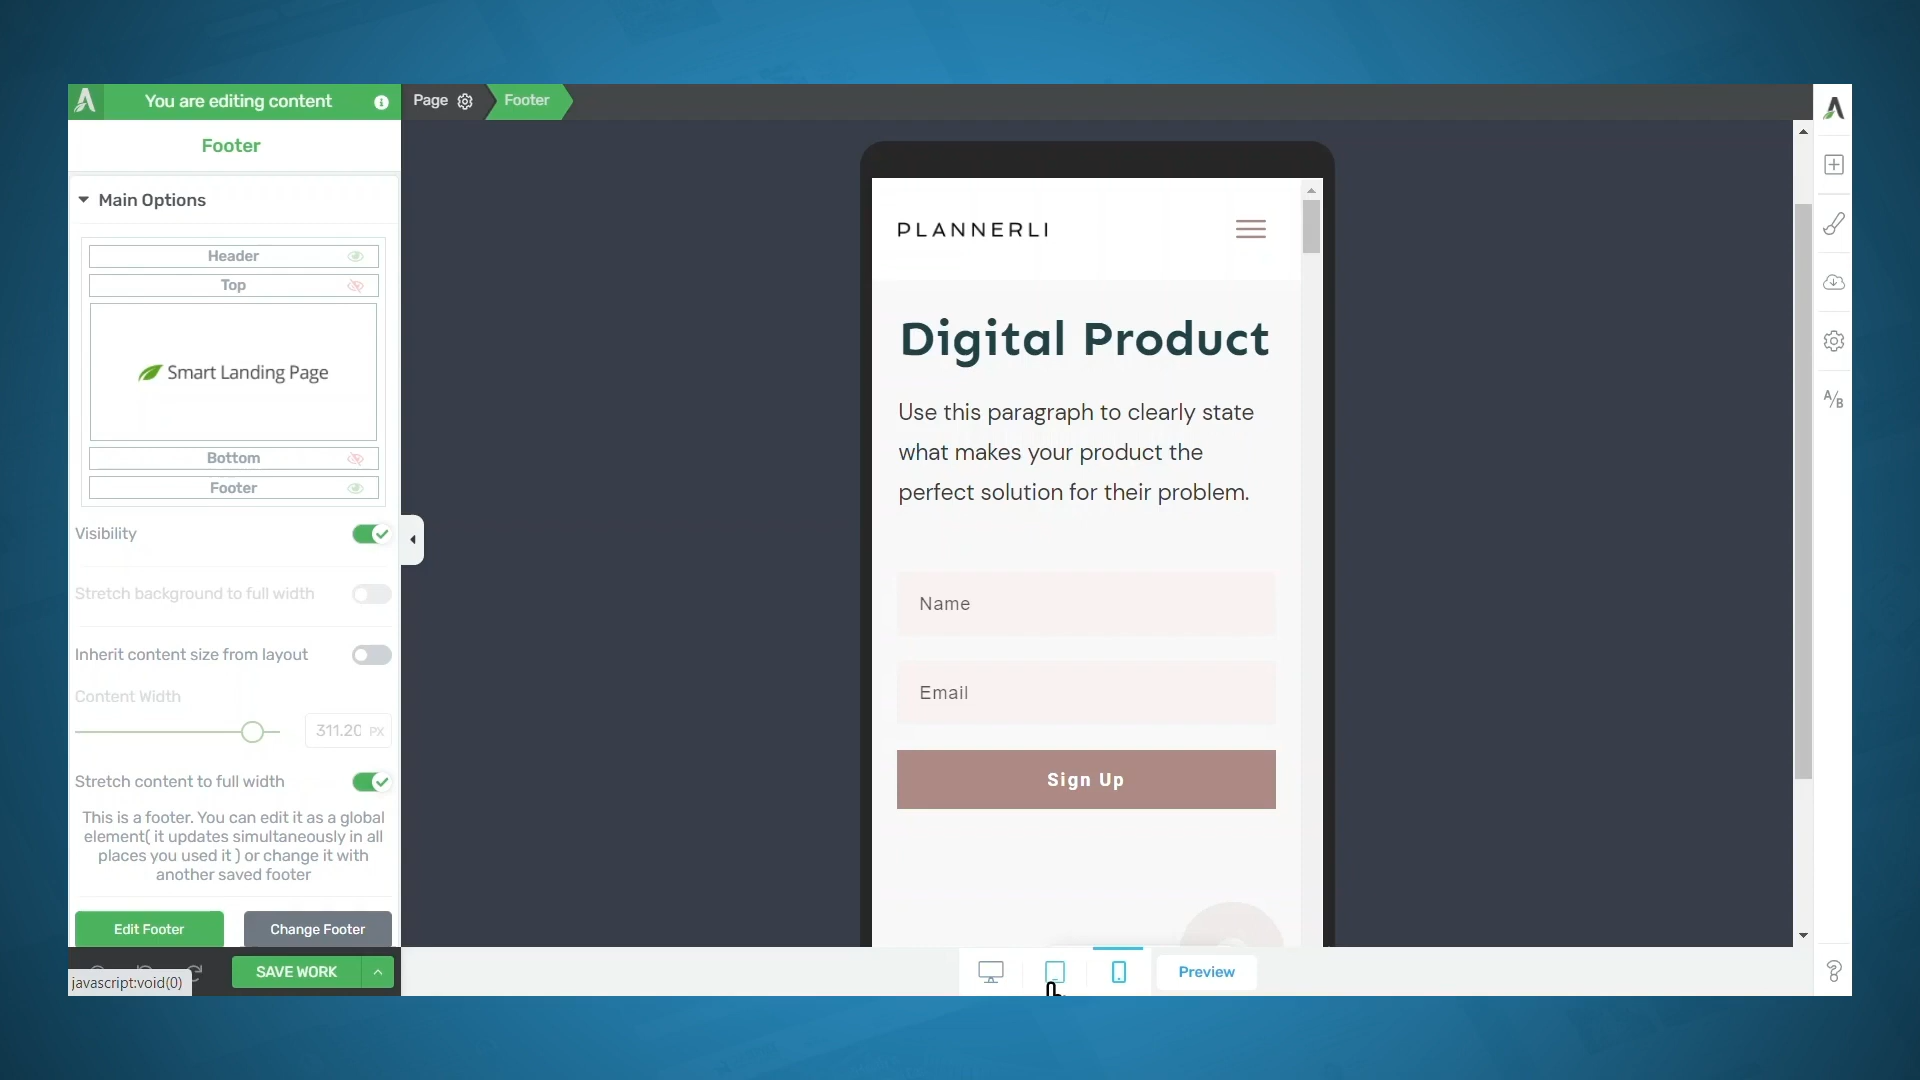 You are editing content
Page
Footer
Footer
Main Options
Header
Top
Smart Landing Page
Bottom
Footer
Visibility
Stretch background to full width
Inherit content size from layout
Content Width
311.20 PX
Stretch content to full width
This is a footer. You can edit it as a global
element( it updates simultaneously in all
places you used it ) or change it with
another saved footer
Edit Footer
Change Footer
SAVE WORK
javascript:void(0)
PLANNERLI
Digital Product
Use this paragraph to clearly state
what makes your product the
perfect solution for their problem.
Name
Email
Sign Up
Preview
A/B